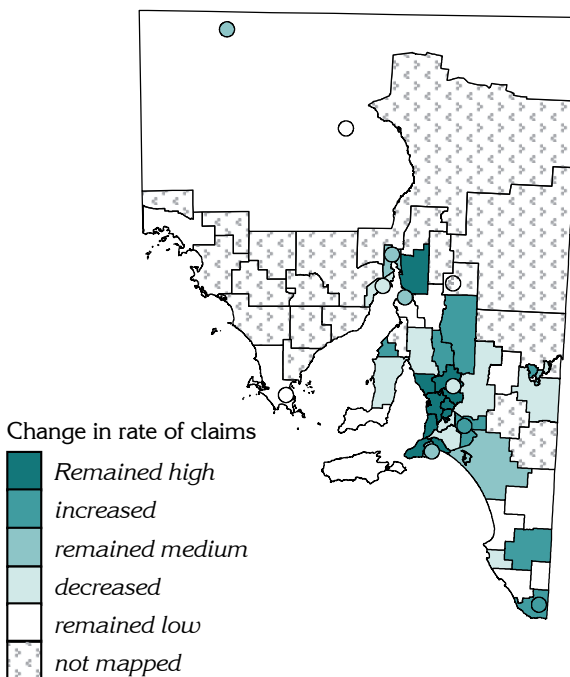 Change in rate of claims
Remained high
increased
remained medium
decreased
remained low
not mapped